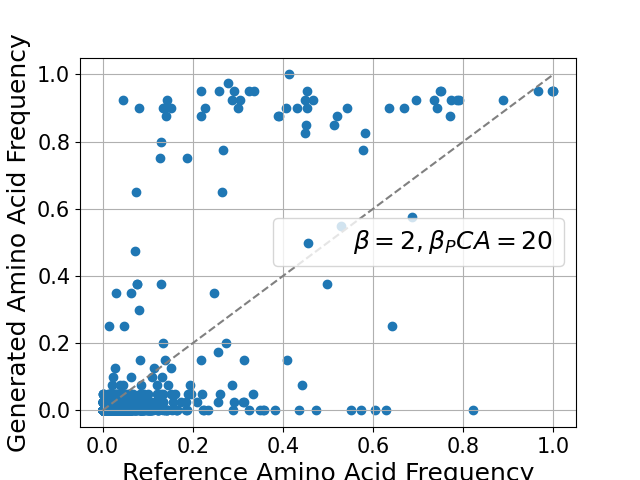 Generated Amino Acid Frequency
1.0
0.8
0.6
0.4
0.2
0.0
β = 2, β_PCA = 20
0.0 0.2 0.4 0.6 0.8 1.0
Reference Amino Acid Frequency